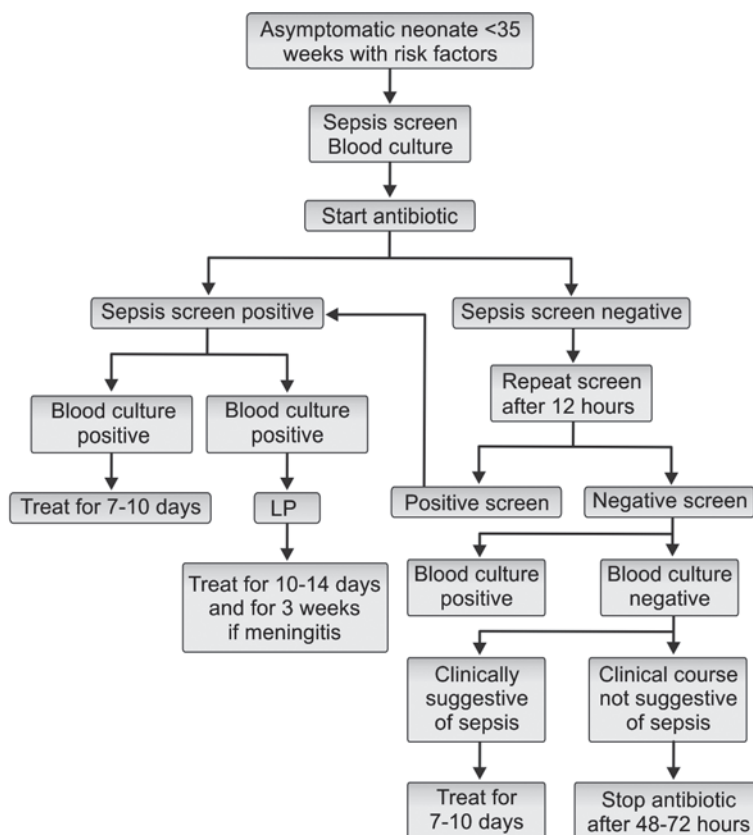 Asymptomatic neonate <35
weeks with risk factors
Sepsis screen
Blood culture
Start antibiotic
Sepsis screen positive
Sepsis screen negative
Blood culture
positive
Blood culture
positive
Repeat screen
after 12 hours
Treat for 7-10 days
LP
Positive screen
Negative screen
Treat for 10-14 days
and for 3 weeks
if meningitis
Blood culture
positive
Blood culture
negative
Clinically
suggestive
of sepsis
Clinical course
not suggestive
of sepsis
Treat for
7-10 days
Stop antibiotic
after 48-72 hours